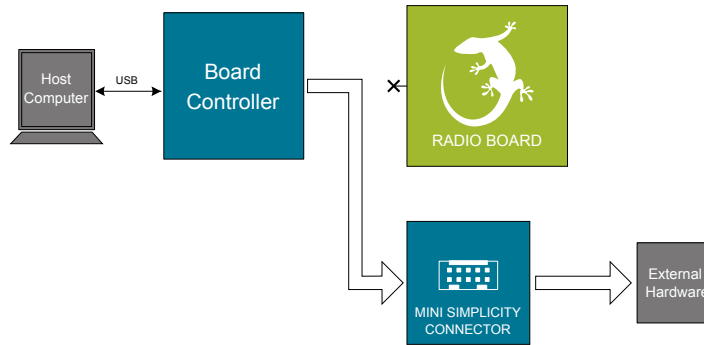 Host
Computer
USB
Board
Controller
RADIO BOARD
MINI SIMPLICITY
CONNECTOR
External
Hardware